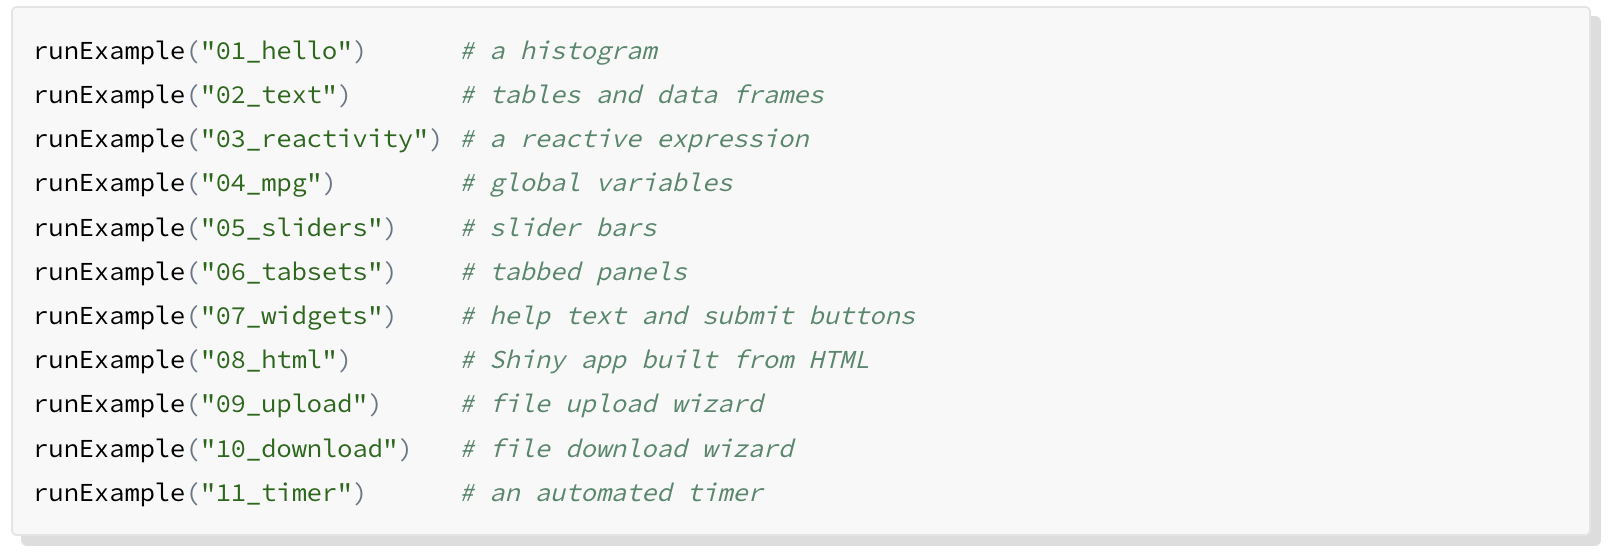 runExample("01_hello")      # a histogram
runExample("02_text")       # tables and data frames
runExample("03_reactivity") # a reactive expression
runExample("04_mpg")        # global variables
runExample("05_sliders")    # slider bars
runExample("06_tabsets")    # tabbed panels
runExample("07_widgets")    # help text and submit buttons
runExample("08_html")       # Shiny app built from HTML
runExample("09_upload")     # file upload wizard
runExample("10_download")   # file download wizard
runExample("11_timer")      # an automated timer